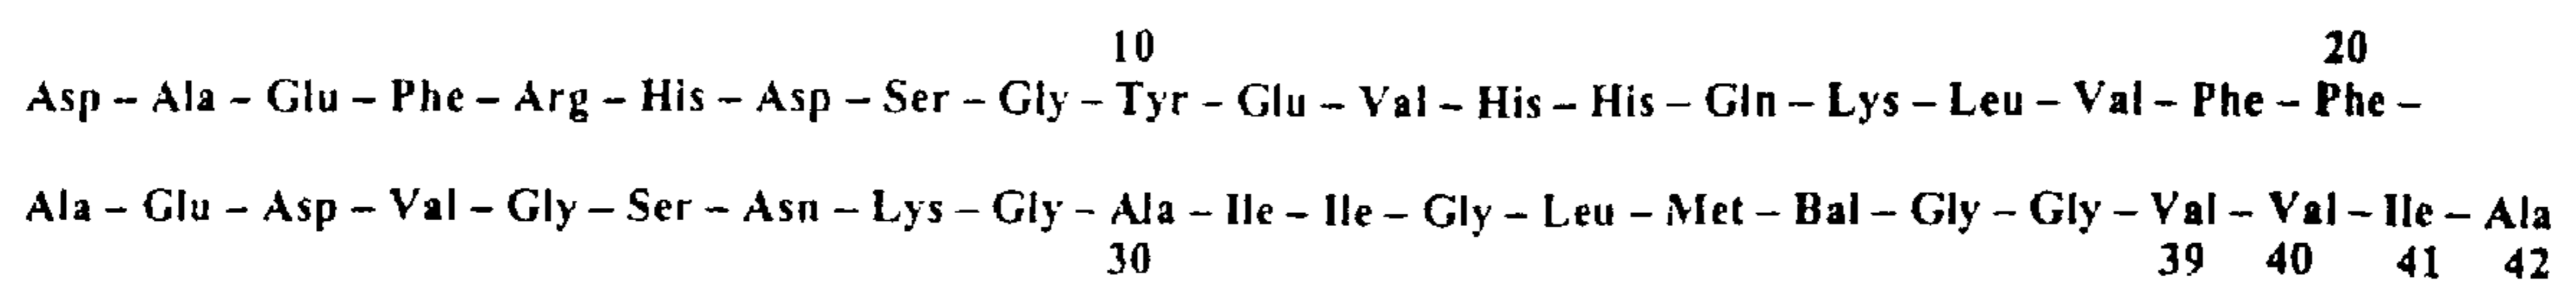 10 20
Asp – Ala – Glu – Phe – Arg – His – Asp – Ser – Gly – Tyr – Glu – Val – His – His – Gln – Lys – Leu – Val – Phe – Phe –
Ala – Glu – Asp – Val – Gly – Ser – Asn – Lys – Gly – Ala – Ile – Ile – Gly – Leu – Met – Bal – Gly – Gly – Val – Val – Ile – Ala
30 39 40 41 42